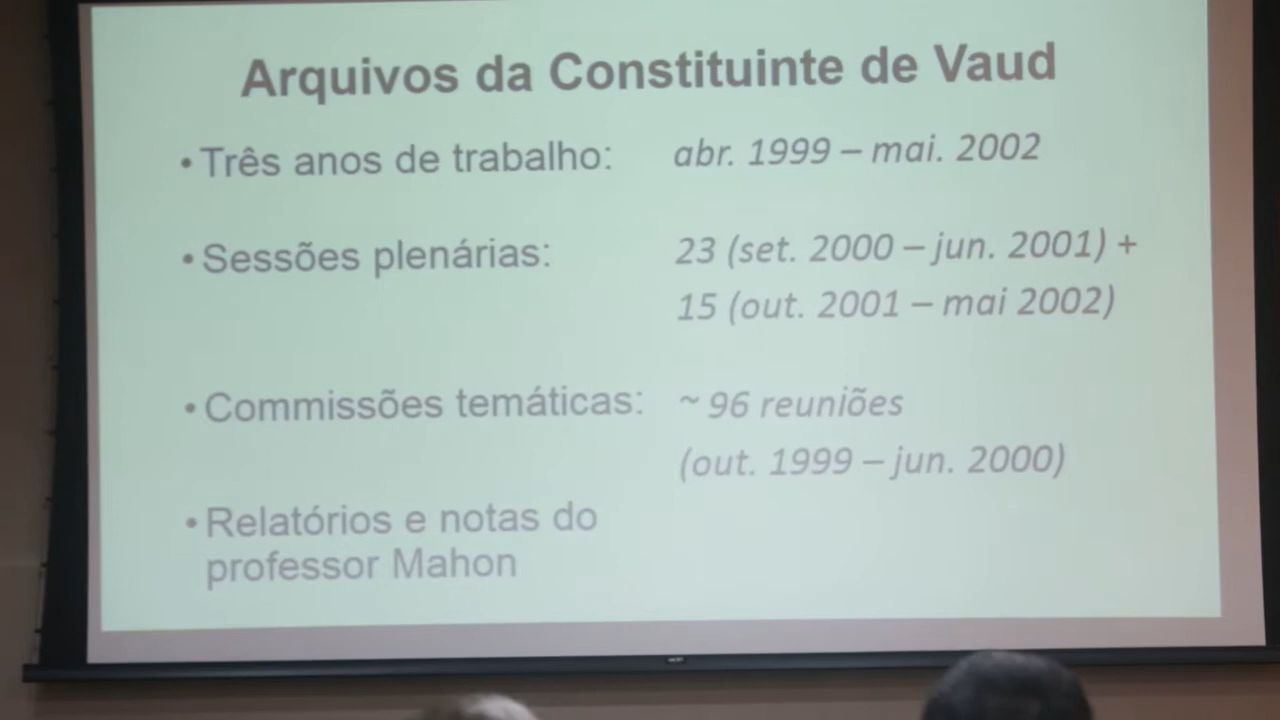 Arquivos da Constituinte de Vaud
• Três anos de trabalho: abr. 1999 – mai. 2002
• Sessões plenárias: 23 (set. 2000 – jun. 2001) +
15 (out. 2001 – mai 2002)
• Commissões temáticas: ~ 96 reuniões
(out. 1999 – jun. 2000)
• Relatórios e notas do
professor Mahon